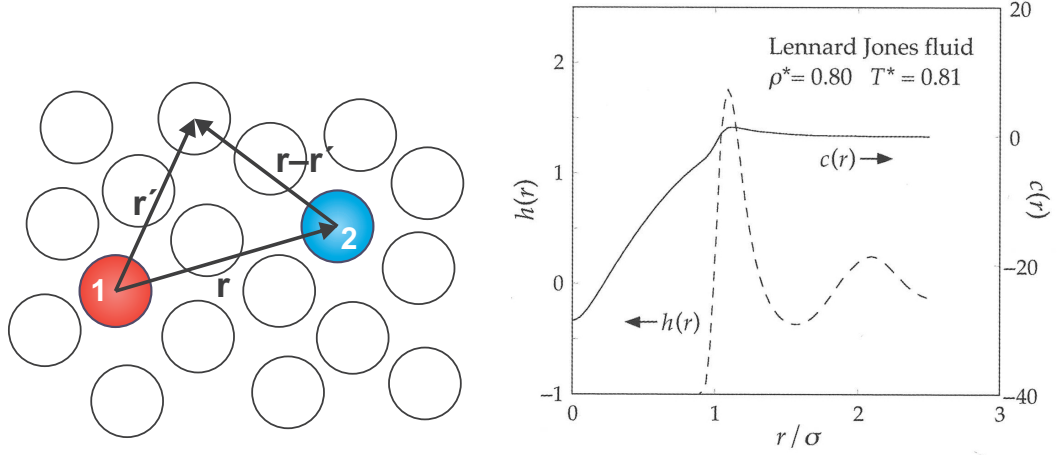 r´
r–r´
r
1
2
20
2
Lennard Jones fluid
ρ*= 0.80 T* = 0.81
0
c(r)
1
h(r)
c(r)
0
–20
h(r)
–1
–40
0
1
2
3
r/σ